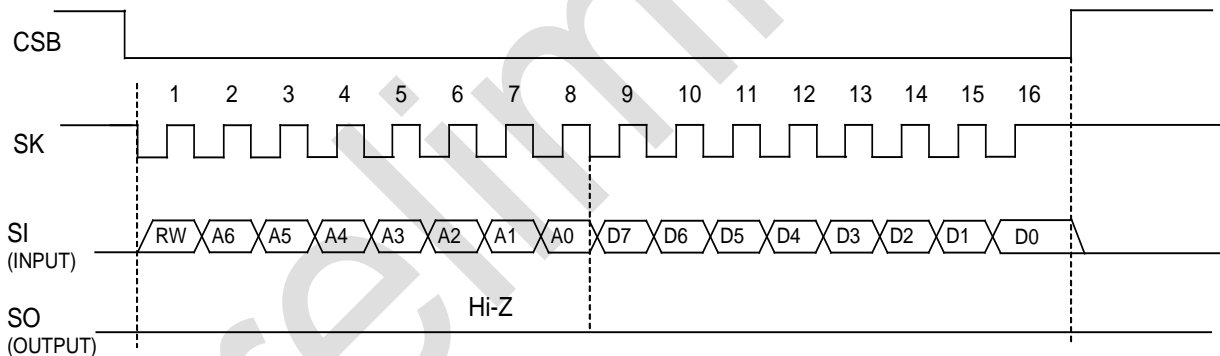 CSB
1 2 3 4 5 6 7 8 9 10 11 12 13 14 15 16
SK
SI
(INPUT)
RW A6 A5 A4 A3 A2 A1 A0 D7 D6 D5 D4 D3 D2 D1 D0
Hi-Z
SO
(OUTPUT)